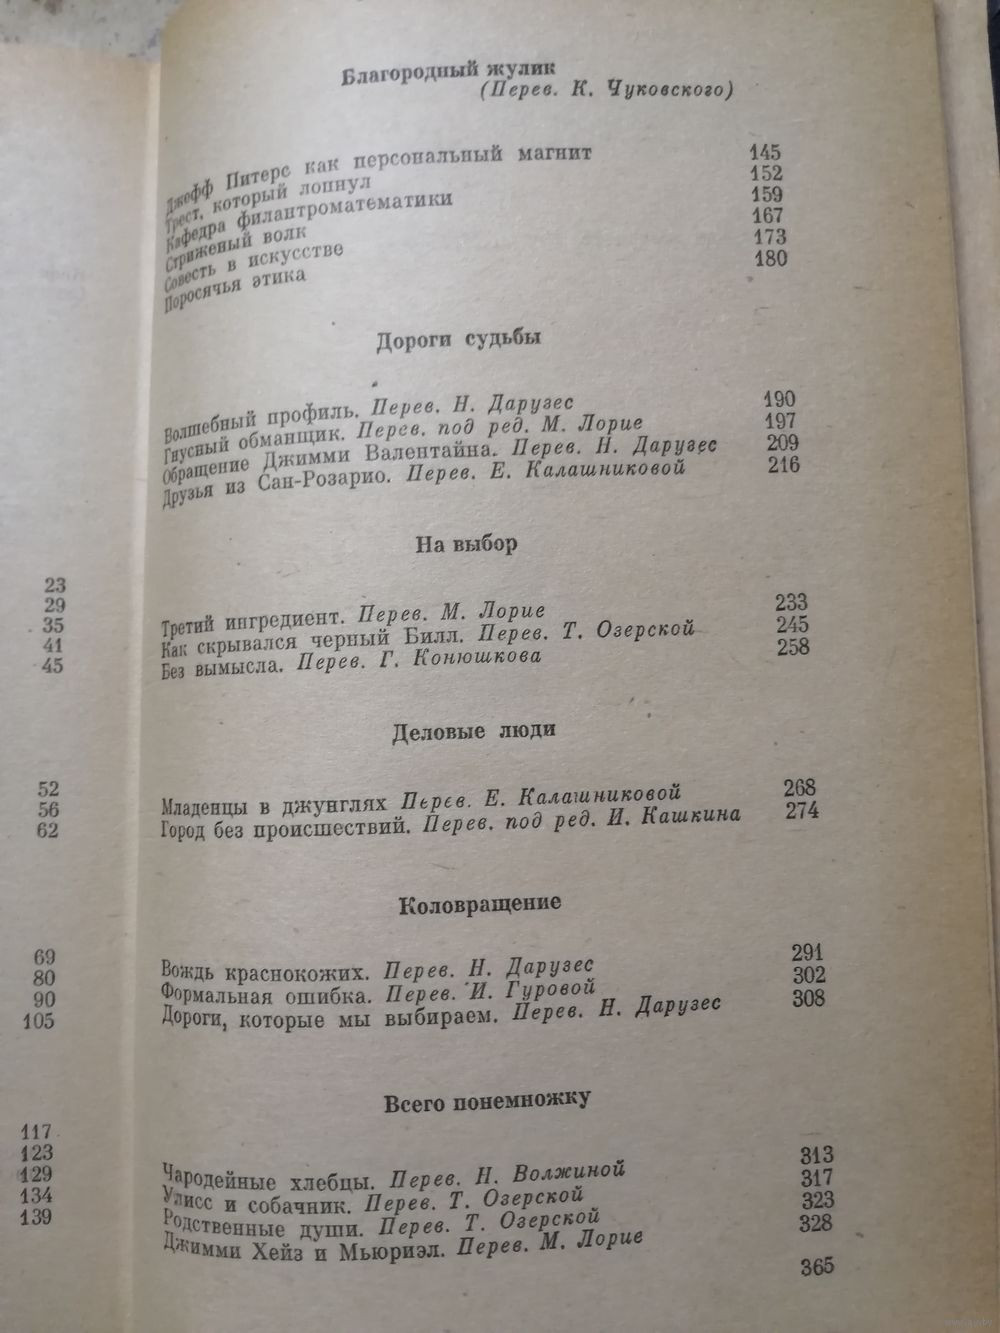 Благородный жулик
(Перев. К. Чуковского)
Джефф Питерс как персональный магнит 145
Трест, который лопнул 152
Кафедра филантроматематики 159
Стриженый волк 167
Совесть в искусстве 173
Поросячья этика 180
Дороги судьбы
Волшебный профиль. Перев. Н. Дарузес 190
Гнусный обманщик. Перев. под ред. М. Лорие 197
Обращение Джимми Валентайна. Перев. Н. Дарузес 209
Друзья из Сан-Розарио. Перев. Е. Калашниковой 216
На выбор
Третий ингредиент. Перев. М. Лорие 233
Как скрывался черный Билл. Перев. Т. Озерской 245
Без вымысла. Перев. Г. Конюшкова 258
Деловые люди
Младенцы в джунглях Перев. Е. Калашниковой 268
Город без происшествий. Перев. под ред. И. Кашкина 274
Коловращение
Вождь краснокожих. Перев. Н. Дарузес 291
Формальная ошибка. Перев. И. Гуровой 302
Дороги, которые мы выбираем. Перев. Н. Дарузес 308
Всего понемножку
Чародейные хлебцы. Перев. Н. Волжиной 313
Улисс и собачник. Перев. Т. Озерской 317
Родственные души. Перев. Т. Озерской 323
Джимми Хейз и Мьюриэл. Перев. М. Лорие 328
365
23
29
35
41
45
52
56
62
69
80
90
105
117
123
129
134
139